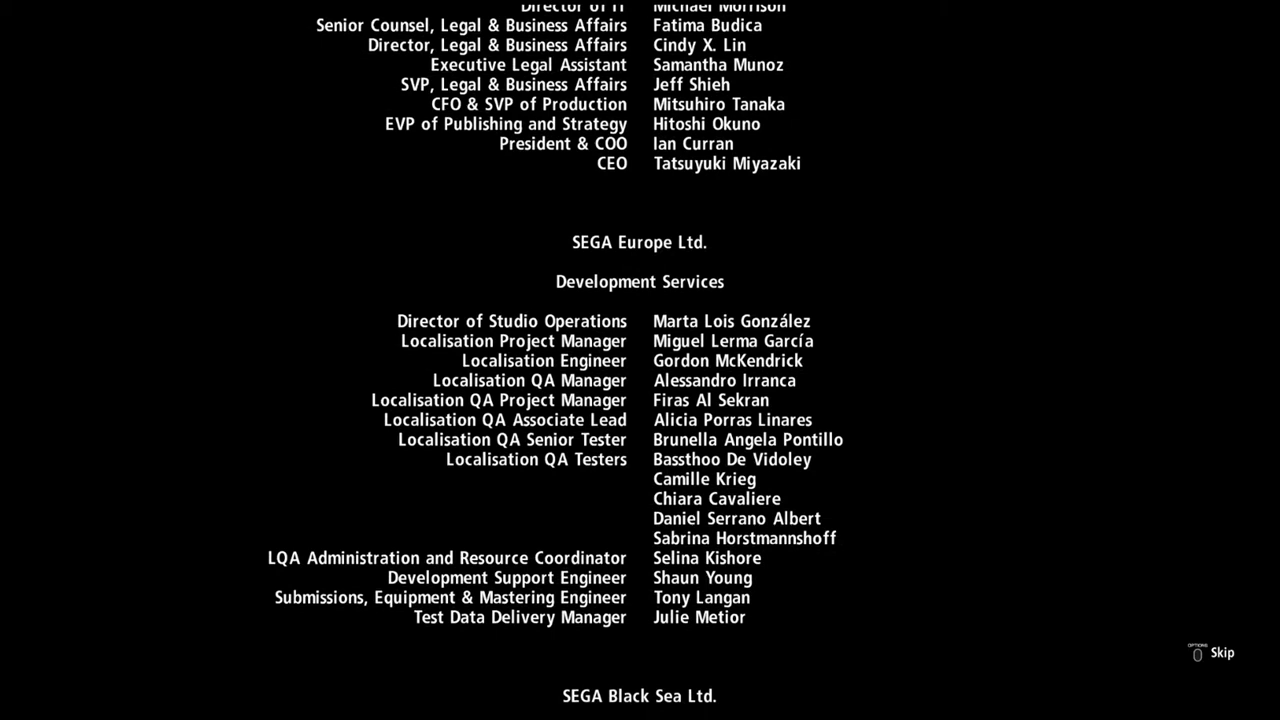 Director of IT Michael Morrison
Senior Counsel, Legal & Business Affairs Fatima Budica
Director, Legal & Business Affairs Cindy X. Lin
Executive Legal Assistant Samantha Munoz
SVP, Legal & Business Affairs Jeff Shieh
CFO & SVP of Production Mitsuhiro Tanaka
EVP of Publishing and Strategy Hitoshi Okuno
President & COO Ian Curran
CEO Tatsuyuki Miyazaki
SEGA Europe Ltd.
Development Services
Director of Studio Operations Marta Lois González
Localisation Project Manager Miguel Lerma García
Localisation Engineer Gordon McKendrick
Localisation QA Manager Alessandro Irranca
Localisation QA Project Manager Firas Al Sekran
Localisation QA Associate Lead Alicia Porras Linares
Localisation QA Senior Tester Brunella Angela Pontillo
Localisation QA Testers Bassthoo De Vidoley
Camille Krieg
Chiara Cavaliere
Daniel Serrano Albert
Sabrina Horstmannshoff
LQA Administration and Resource Coordinator Selina Kishore
Development Support Engineer Shaun Young
Submissions, Equipment & Mastering Engineer Tony Langan
Test Data Delivery Manager Julie Metior
OPTIONS Skip
SEGA Black Sea Ltd.